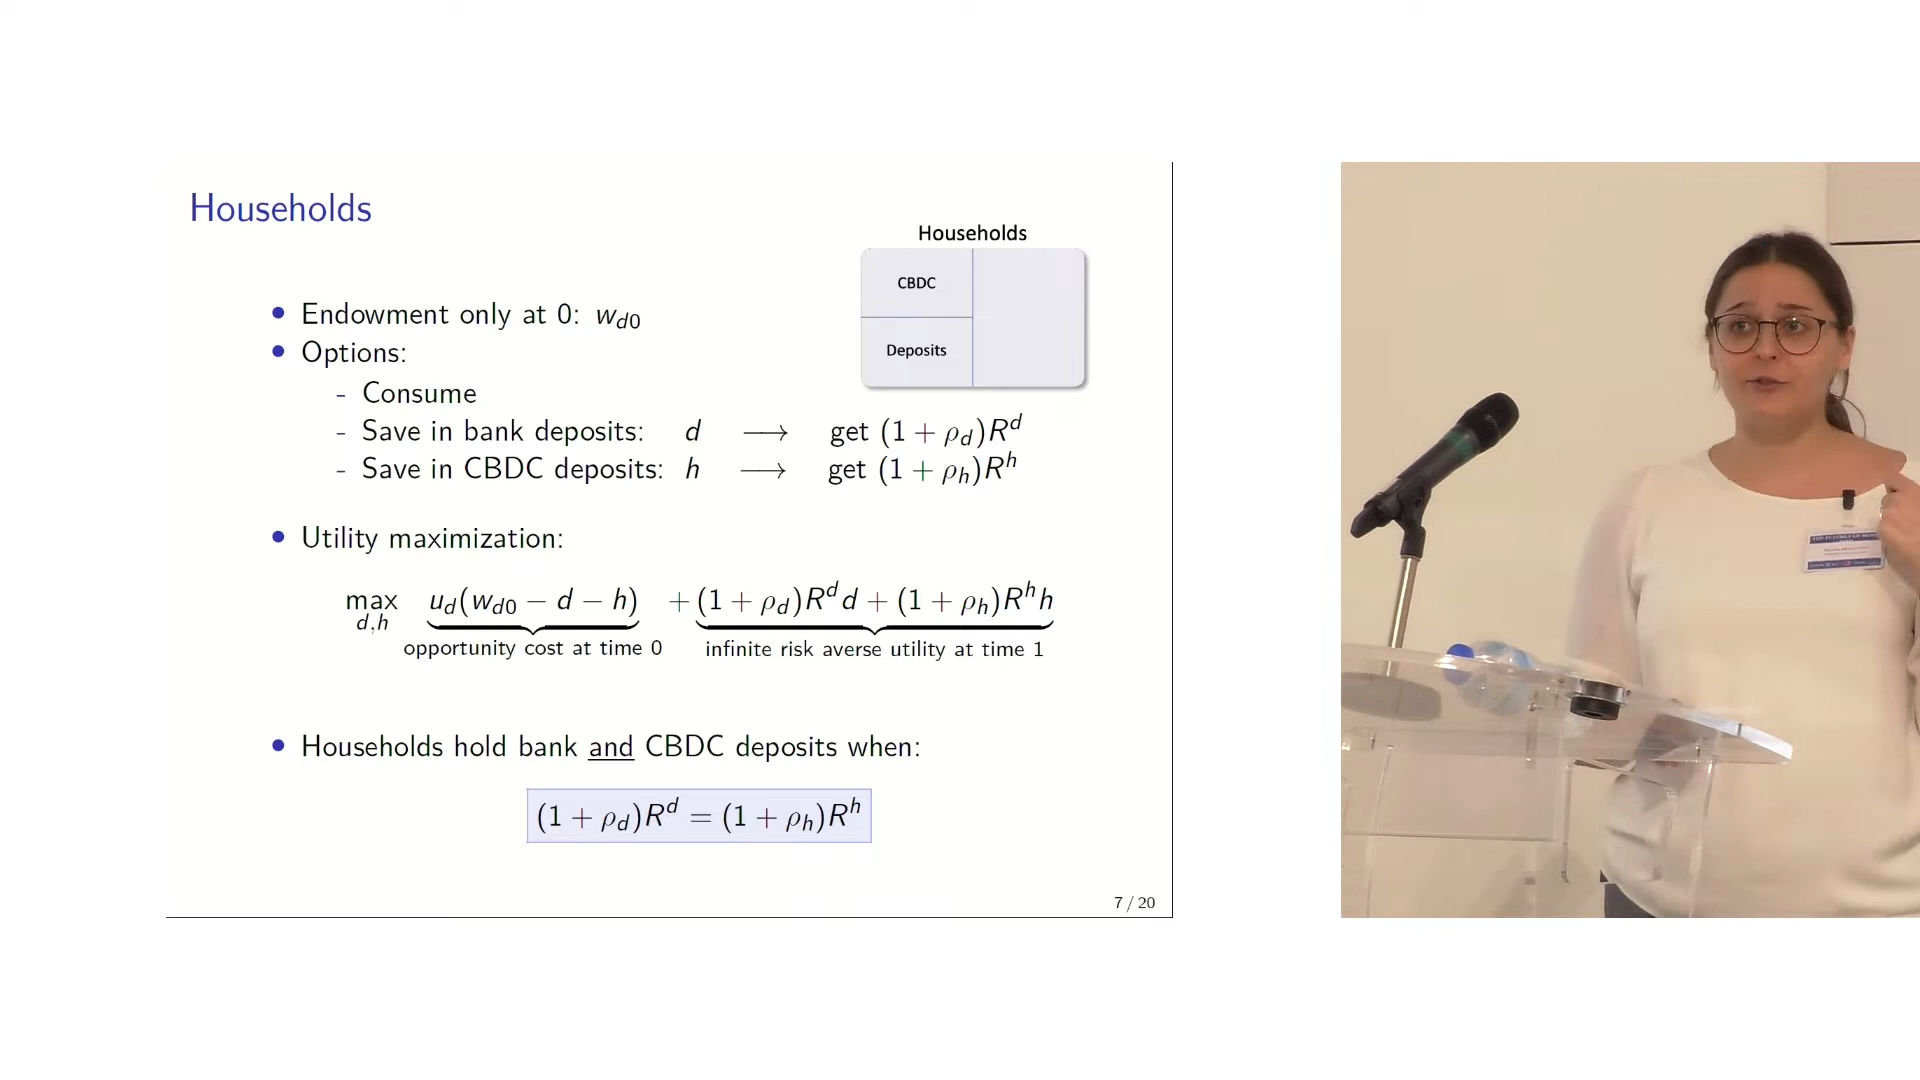 Households
Households
CBDC
Deposits
• Endowment only at 0: w_{d0}
• Options:
- Consume
- Save in bank deposits: d ⟶ get (1 + ρ_d)R^d
- Save in CBDC deposits: h ⟶ get (1 + ρ_h)R^h
• Utility maximization:
max_{d,h} u_d(w_{d0} − d − h) + (1 + ρ_d)R^d d + (1 + ρ_h)R^h h
opportunity cost at time 0 infinite risk averse utility at time 1
• Households hold bank and CBDC deposits when:
(1 + ρ_d)R^d = (1 + ρ_h)R^h
7 / 20
THE FUTURES OF